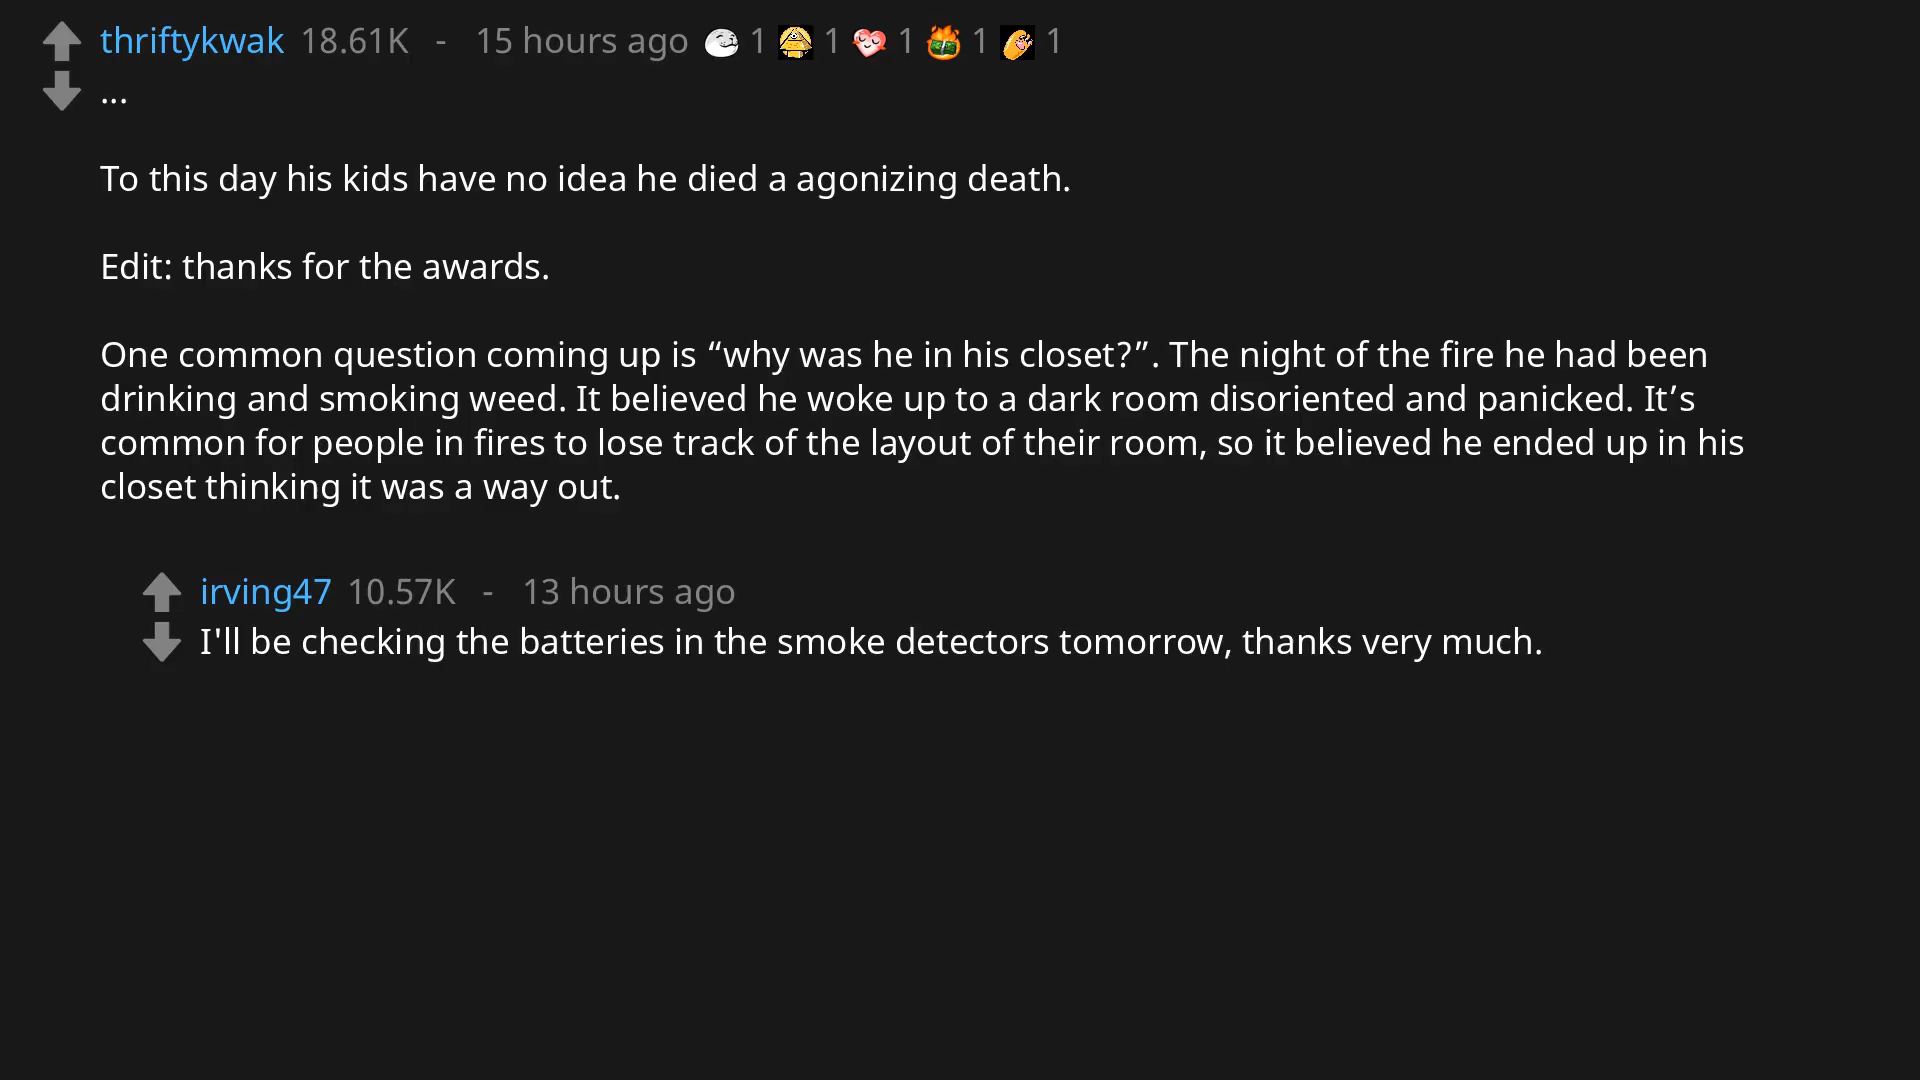 thriftykwak 18.61K - 15 hours ago 1 1 1 1 1
...
To this day his kids have no idea he died a agonizing death.
Edit: thanks for the awards.
One common question coming up is “why was he in his closet?”. The night of the fire he had been
drinking and smoking weed. It believed he woke up to a dark room disoriented and panicked. It’s
common for people in fires to lose track of the layout of their room, so it believed he ended up in his
closet thinking it was a way out.
irving47 10.57K - 13 hours ago
I'll be checking the batteries in the smoke detectors tomorrow, thanks very much.